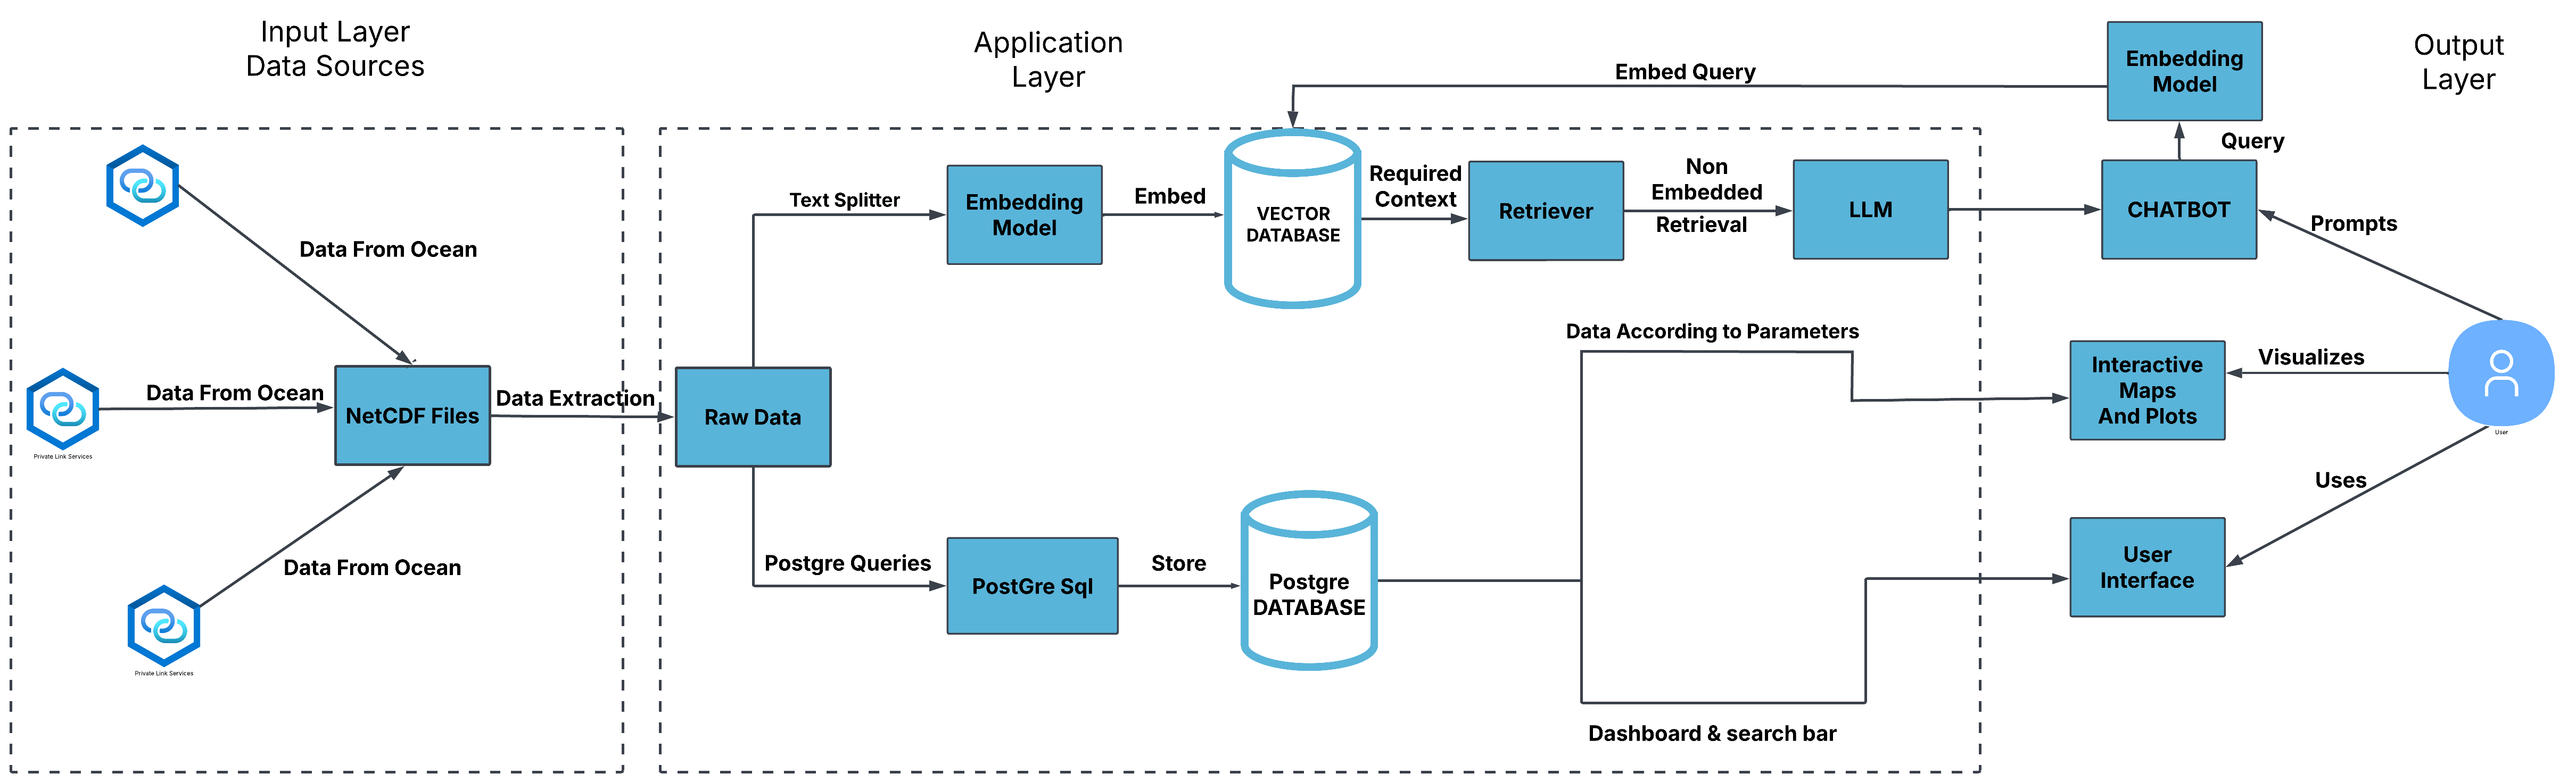 Input Layer
Data Sources
Application
Layer
Output
Layer
Embedding
Model
Embed Query
Query
Data From Ocean
Data From Ocean
Private Link Services
Data From Ocean
Private Link Services
NetCDF Files
Data Extraction
Raw Data
Text Splitter
Embedding
Model
Embed
VECTOR
DATABASE
Required
Context
Retriever
Non
Embedded
Retrieval
LLM
CHATBOT
Prompts
Data According to Parameters
Interactive
Maps
And Plots
Visualizes
User
Uses
Postgre Queries
PostGre Sql
Store
Postgre
DATABASE
User
Interface
Dashboard & search bar